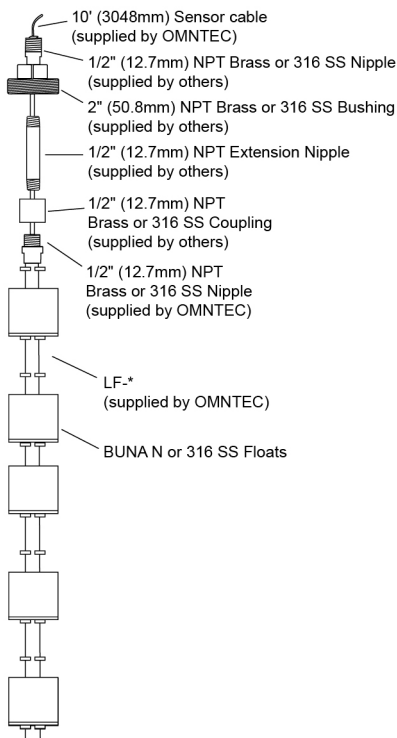 10' (3048mm) Sensor cable
(supplied by OMNTEC)
1/2" (12.7mm) NPT Brass or 316 SS Nipple
(supplied by others)
2" (50.8mm) NPT Brass or 316 SS Bushing
(supplied by others)
1/2" (12.7mm) NPT Extension Nipple
(supplied by others)
1/2" (12.7mm) NPT
Brass or 316 SS Coupling
(supplied by others)
1/2" (12.7mm) NPT
Brass or 316 SS Nipple
(supplied by OMNTEC)
LF-*
(supplied by OMNTEC)
BUNA N or 316 SS Floats